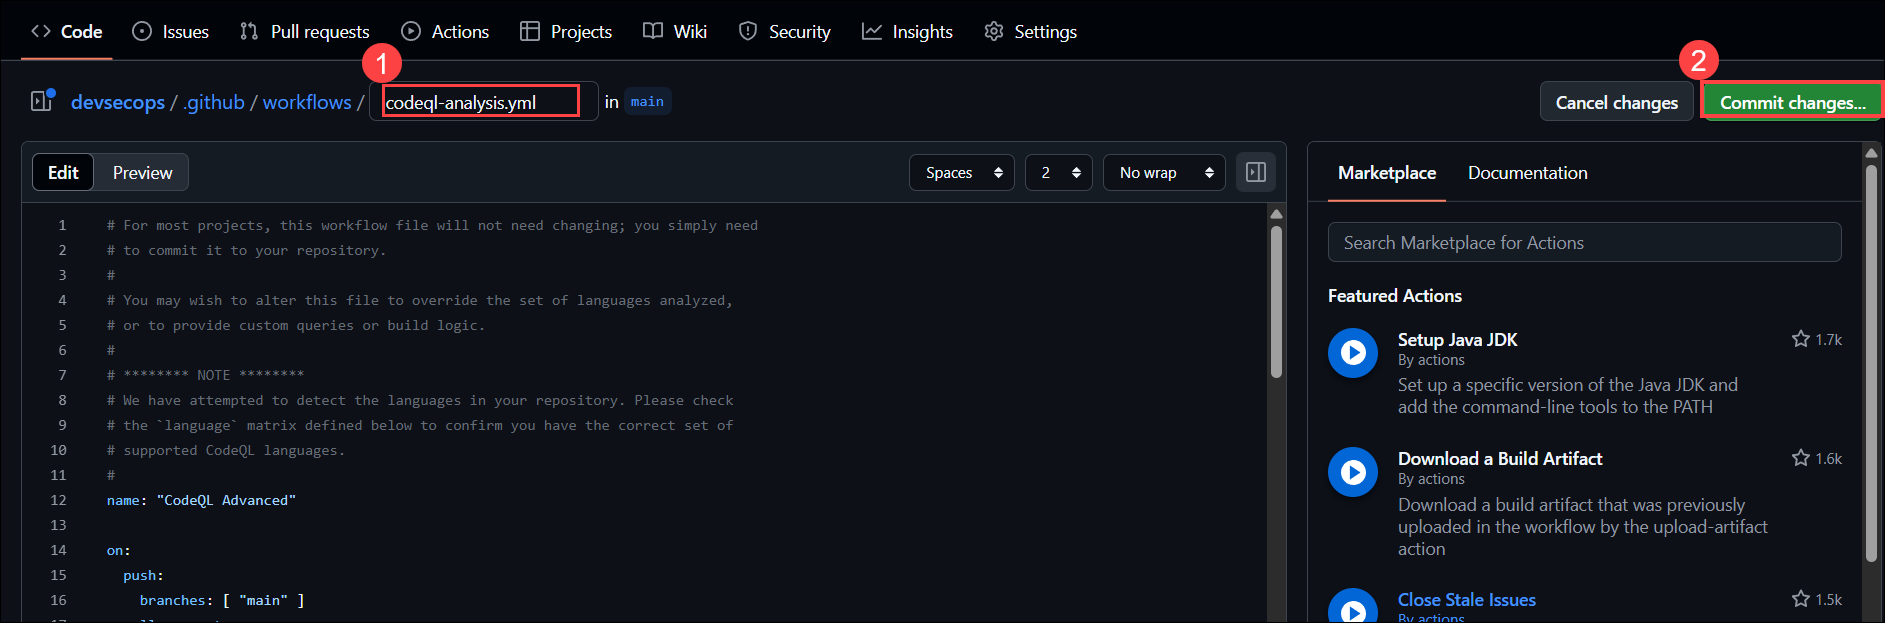 Code Issues Pull requests Actions Projects Wiki Security Insights Settings
1
2
devsecops / .github / workflows / codeql-analysis.yml in main
Cancel changes Commit changes...
Edit Preview Spaces 2 No wrap
1 # For most projects, this workflow file will not need changing; you simply need
2 # to commit it to your repository.
3 #
4 # You may wish to alter this file to override the set of languages analyzed,
5 # or to provide custom queries or build logic.
6 #
7 # ******** NOTE ********
8 # We have attempted to detect the languages in your repository. Please check
9 # the `language` matrix defined below to confirm you have the correct set of
10 # supported CodeQL languages.
11 #
12 name: "CodeQL Advanced"
13
14 on:
15 push:
16 branches: [ "main" ]
Marketplace Documentation
Search Marketplace for Actions
Featured Actions
Setup Java JDK 1.7k
By actions
Set up a specific version of the Java JDK and
add the command-line tools to the PATH
Download a Build Artifact 1.6k
By actions
Download a build artifact that was previously
uploaded in the workflow by the upload-artifact
action
Close Stale Issues 1.5k
By actions